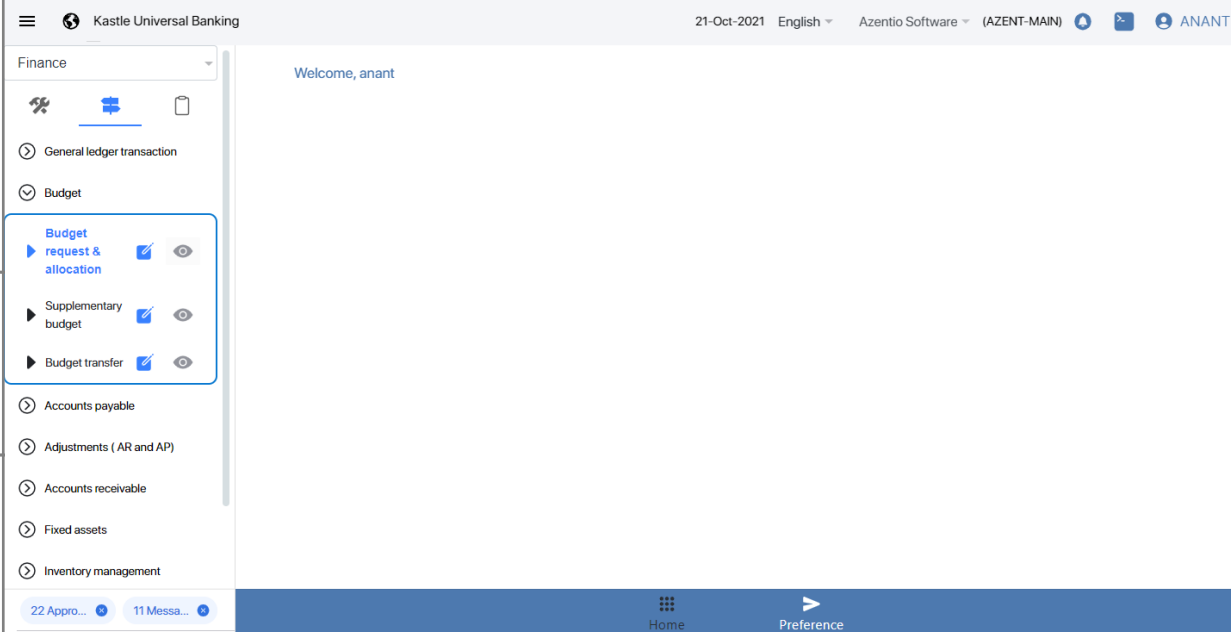 Kastle Universal Banking
21-Oct-2021 English Azentio Software (AZENT-MAIN) ANANT
Finance
Welcome, anant
General ledger transaction
Budget
Budget
request &
allocation
Supplementary
budget
Budget transfer
Accounts payable
Adjustments ( AR and AP)
Accounts receivable
Fixed assets
Inventory management
22 Appro... 11 Messa...
Home Preference